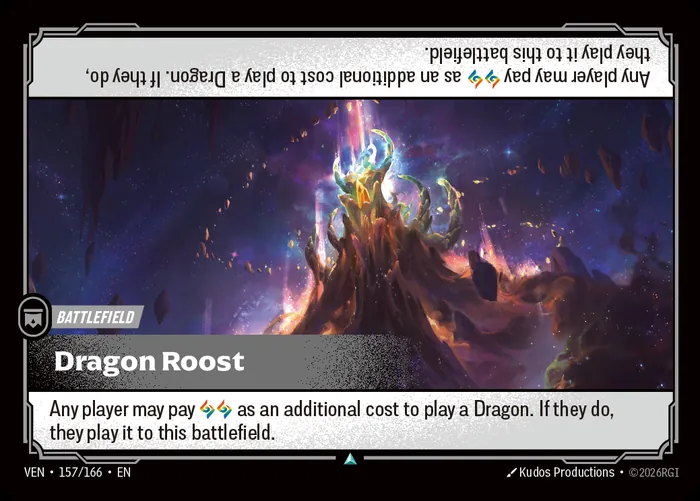 Any player may pay as an additional cost to play a Dragon. If they do,
they play it to this battlefield.
BATTLEFIELD
Dragon Roost
Any player may pay as an additional cost to play a Dragon. If they do,
they play it to this battlefield.
VEN • 157/166 • EN
Kudos Productions • ©2026RGI